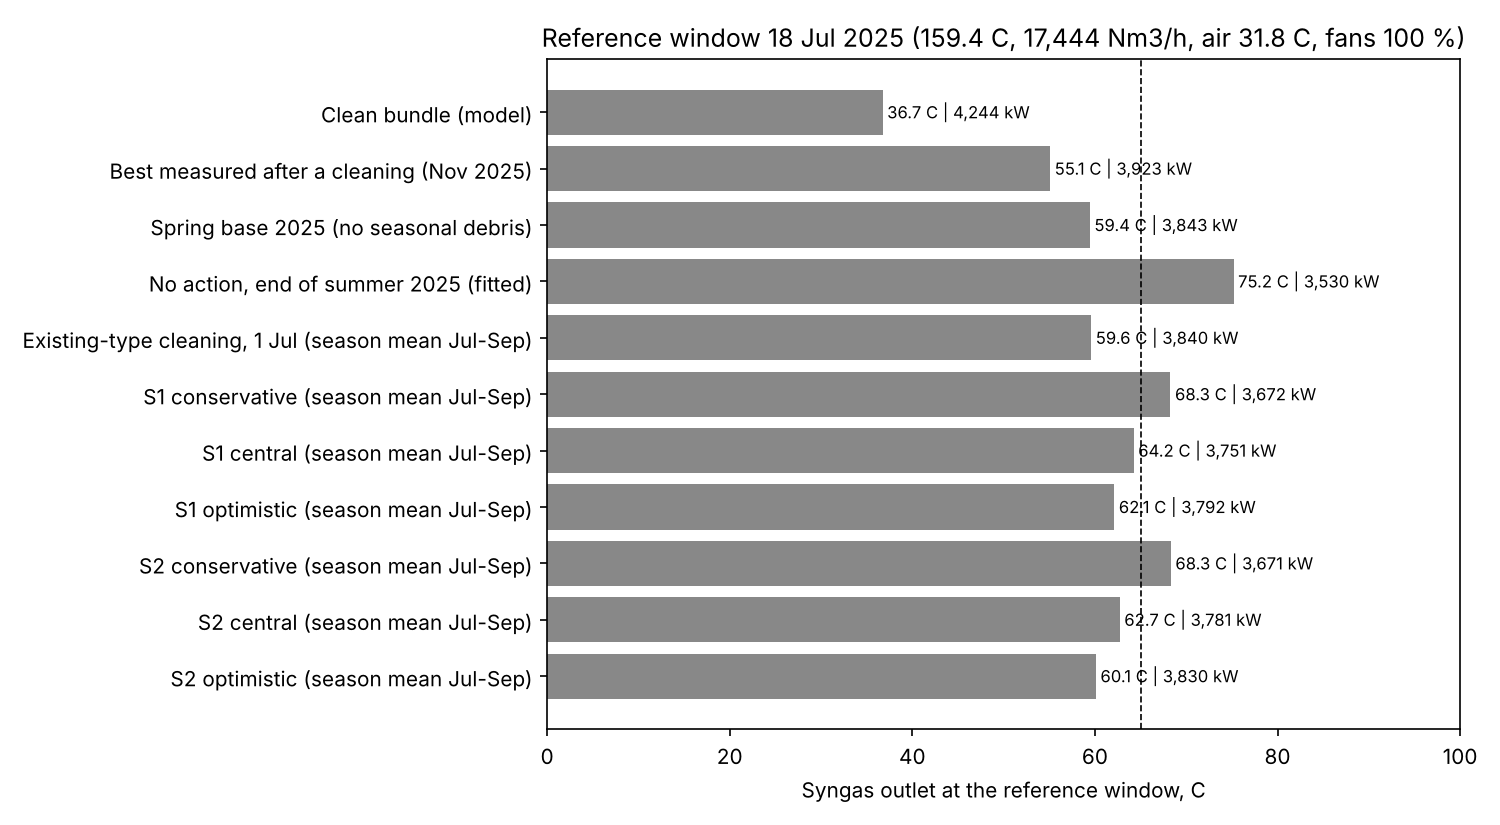 Reference window 18 Jul 2025 (159.4 C, 17,444 Nm3/h, air 31.8 C, fans 100 %)
Clean bundle (model)
36.7 C | 4,244 kW
Best measured after a cleaning (Nov 2025)
55.1 C | 3,923 kW
Spring base 2025 (no seasonal debris)
59.4 C | 3,843 kW
No action, end of summer 2025 (fitted)
75.2 C | 3,530 kW
Existing-type cleaning, 1 Jul (season mean Jul-Sep)
59.6 C | 3,840 kW
S1 conservative (season mean Jul-Sep)
68.3 C | 3,672 kW
S1 central (season mean Jul-Sep)
64.2 C | 3,751 kW
S1 optimistic (season mean Jul-Sep)
62.1 C | 3,792 kW
S2 conservative (season mean Jul-Sep)
68.3 C | 3,671 kW
S2 central (season mean Jul-Sep)
62.7 C | 3,781 kW
S2 optimistic (season mean Jul-Sep)
60.1 C | 3,830 kW
0 20 40 60 80 100
Syngas outlet at the reference window, C